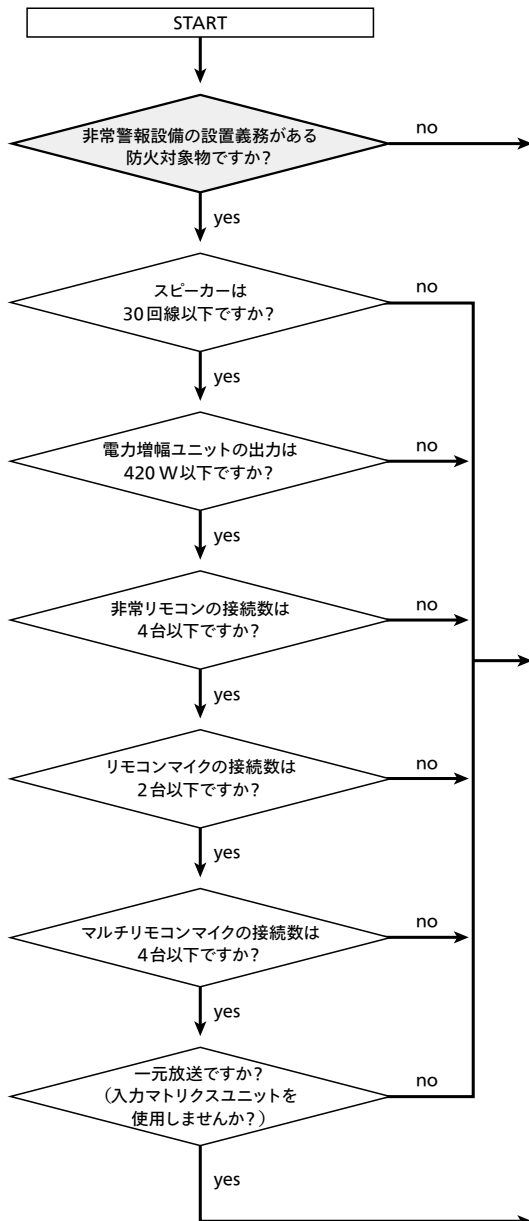 START
非常警報設備の設置義務がある
防火対象物ですか？
no
yes
スピーカーは
30回線以下ですか？
no
yes
電力増幅ユニットの出力は
420 W以下ですか？
no
yes
非常リモコンの接続数は
4台以下ですか？
no
yes
リモコンマイクの接続数は
2台以下ですか？
no
yes
マルチリモコンマイクの接続数は
4台以下ですか？
no
yes
一元放送ですか？
（入力マトリクスユニットを
使用しませんか？）
no
yes